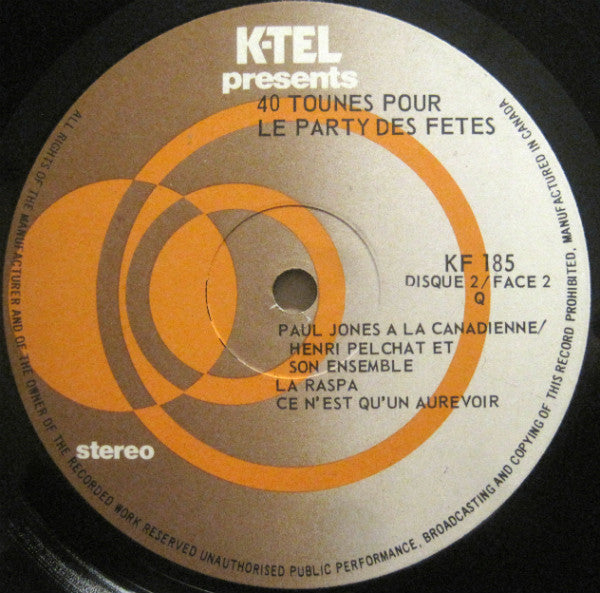 K-TEL
presents
40 TOUNES POUR
LE PARTY DES FETES
KF 185
DISQUE 2/FACE 2
Q
PAUL JONES A LA CANADIENNE/
HENRI PELCHAT ET
SON ENSEMBLE
LA RASPA
CE N'EST QU'UN AUREVOIR
stereo
ALL RIGHTS OF THE MANUFACTURER AND OF THE OWNER OF THE RECORDED WORK RESERVED UNAUTHORISED PUBLIC PERFORMANCE, BROADCASTING AND COPYING OF THIS RECORD PROHIBITED, MANUFACTURED IN CANADA